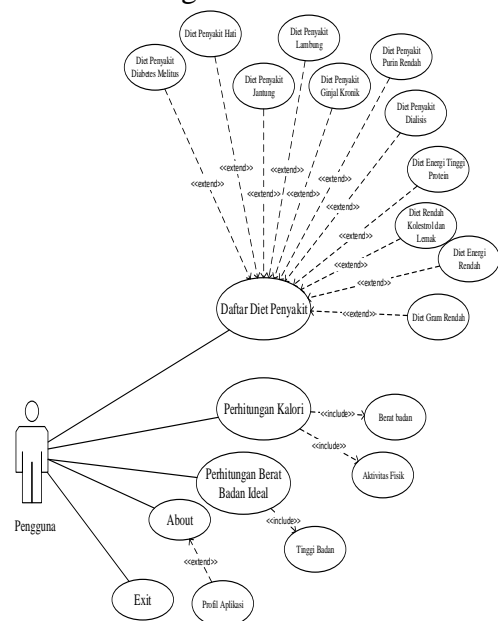 Diet Penyakit Hati
Diet Penyakit
Lambung
Diet Penyakit
Diabetes Melitus
Diet Penyakit
Jantung
Diet Penyakit
Ginjal Kronik
Diet Penyakit
Purin Rendah
Diet Penyakit
Dialisis
Diet Energi Tinggi
Protein
Diet Rendah
Kolestrol dan
Lemak
Diet Energi
Rendah
Diet Gram Rendah
<<extend>>
<<extend>>
<<extend>>
<<extend>>
<<extend>>
<<extend>>
<<extend>>
<<extend>>
<<extend>>
<<extend>>
<<extend>>
Daftar Diet Penyakit
Perhitungan Kalori
<<include>>
Berat badan
<<include>>
Aktivitas Fisik
Perhitungan Berat
Badan Ideal
<<include>>
Tinggi Badan
Pengguna
About
<<extend>>
Profil Aplikasi
Exit